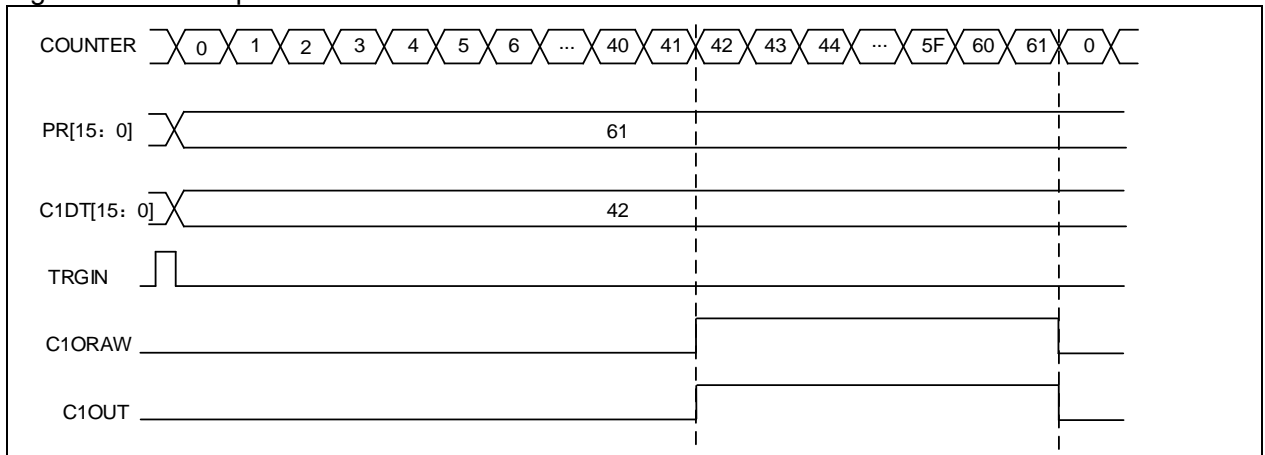 COUNTER 0 1 2 3 4 5 6 ... 40 41 42 43 44 ... 5F 60 61 0
PR[15：0] 61
C1DT[15：0] 42
TRGIN
C1ORAW
C1OUT